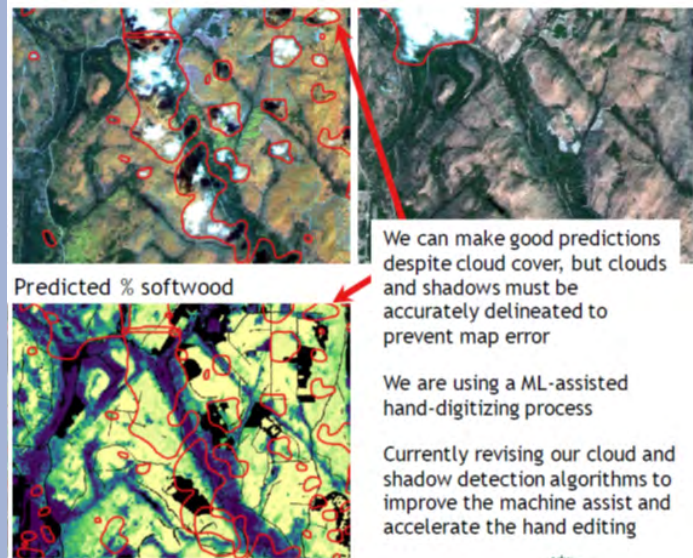 Predicted % softwood
We can make good predictions
despite cloud cover, but clouds
and shadows must be
accurately delineated to
prevent map error
We are using a ML-assisted
hand-digitizing process
Currently revising our cloud and
shadow detection algorithms to
improve the machine assist and
accelerate the hand editing